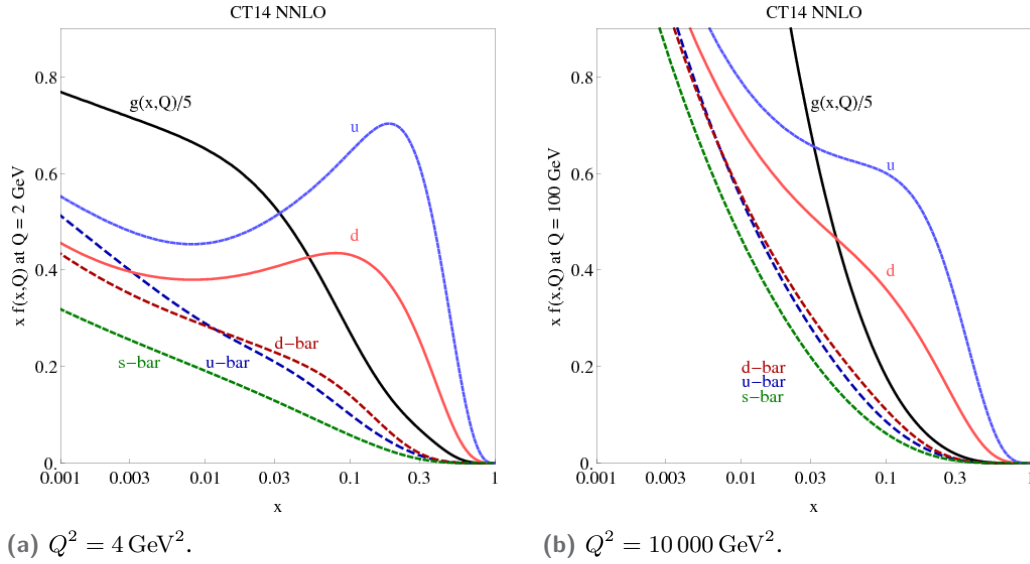 CT14 NNLO
x f(x,Q) at Q = 2 GeV
0.8
0.6
0.4
0.2
0.
g(x,Q)/5
u
d
d−bar
s−bar
u−bar
0.001
0.003
0.01
0.03
0.1
0.3
1
x
(a) Q² = 4 GeV².
CT14 NNLO
x f(x,Q) at Q = 100 GeV
0.8
0.6
0.4
0.2
0.
g(x,Q)/5
u
d
d−bar
u−bar
s−bar
0.001
0.003
0.01
0.03
0.1
0.3
1
x
(b) Q² = 10 000 GeV².